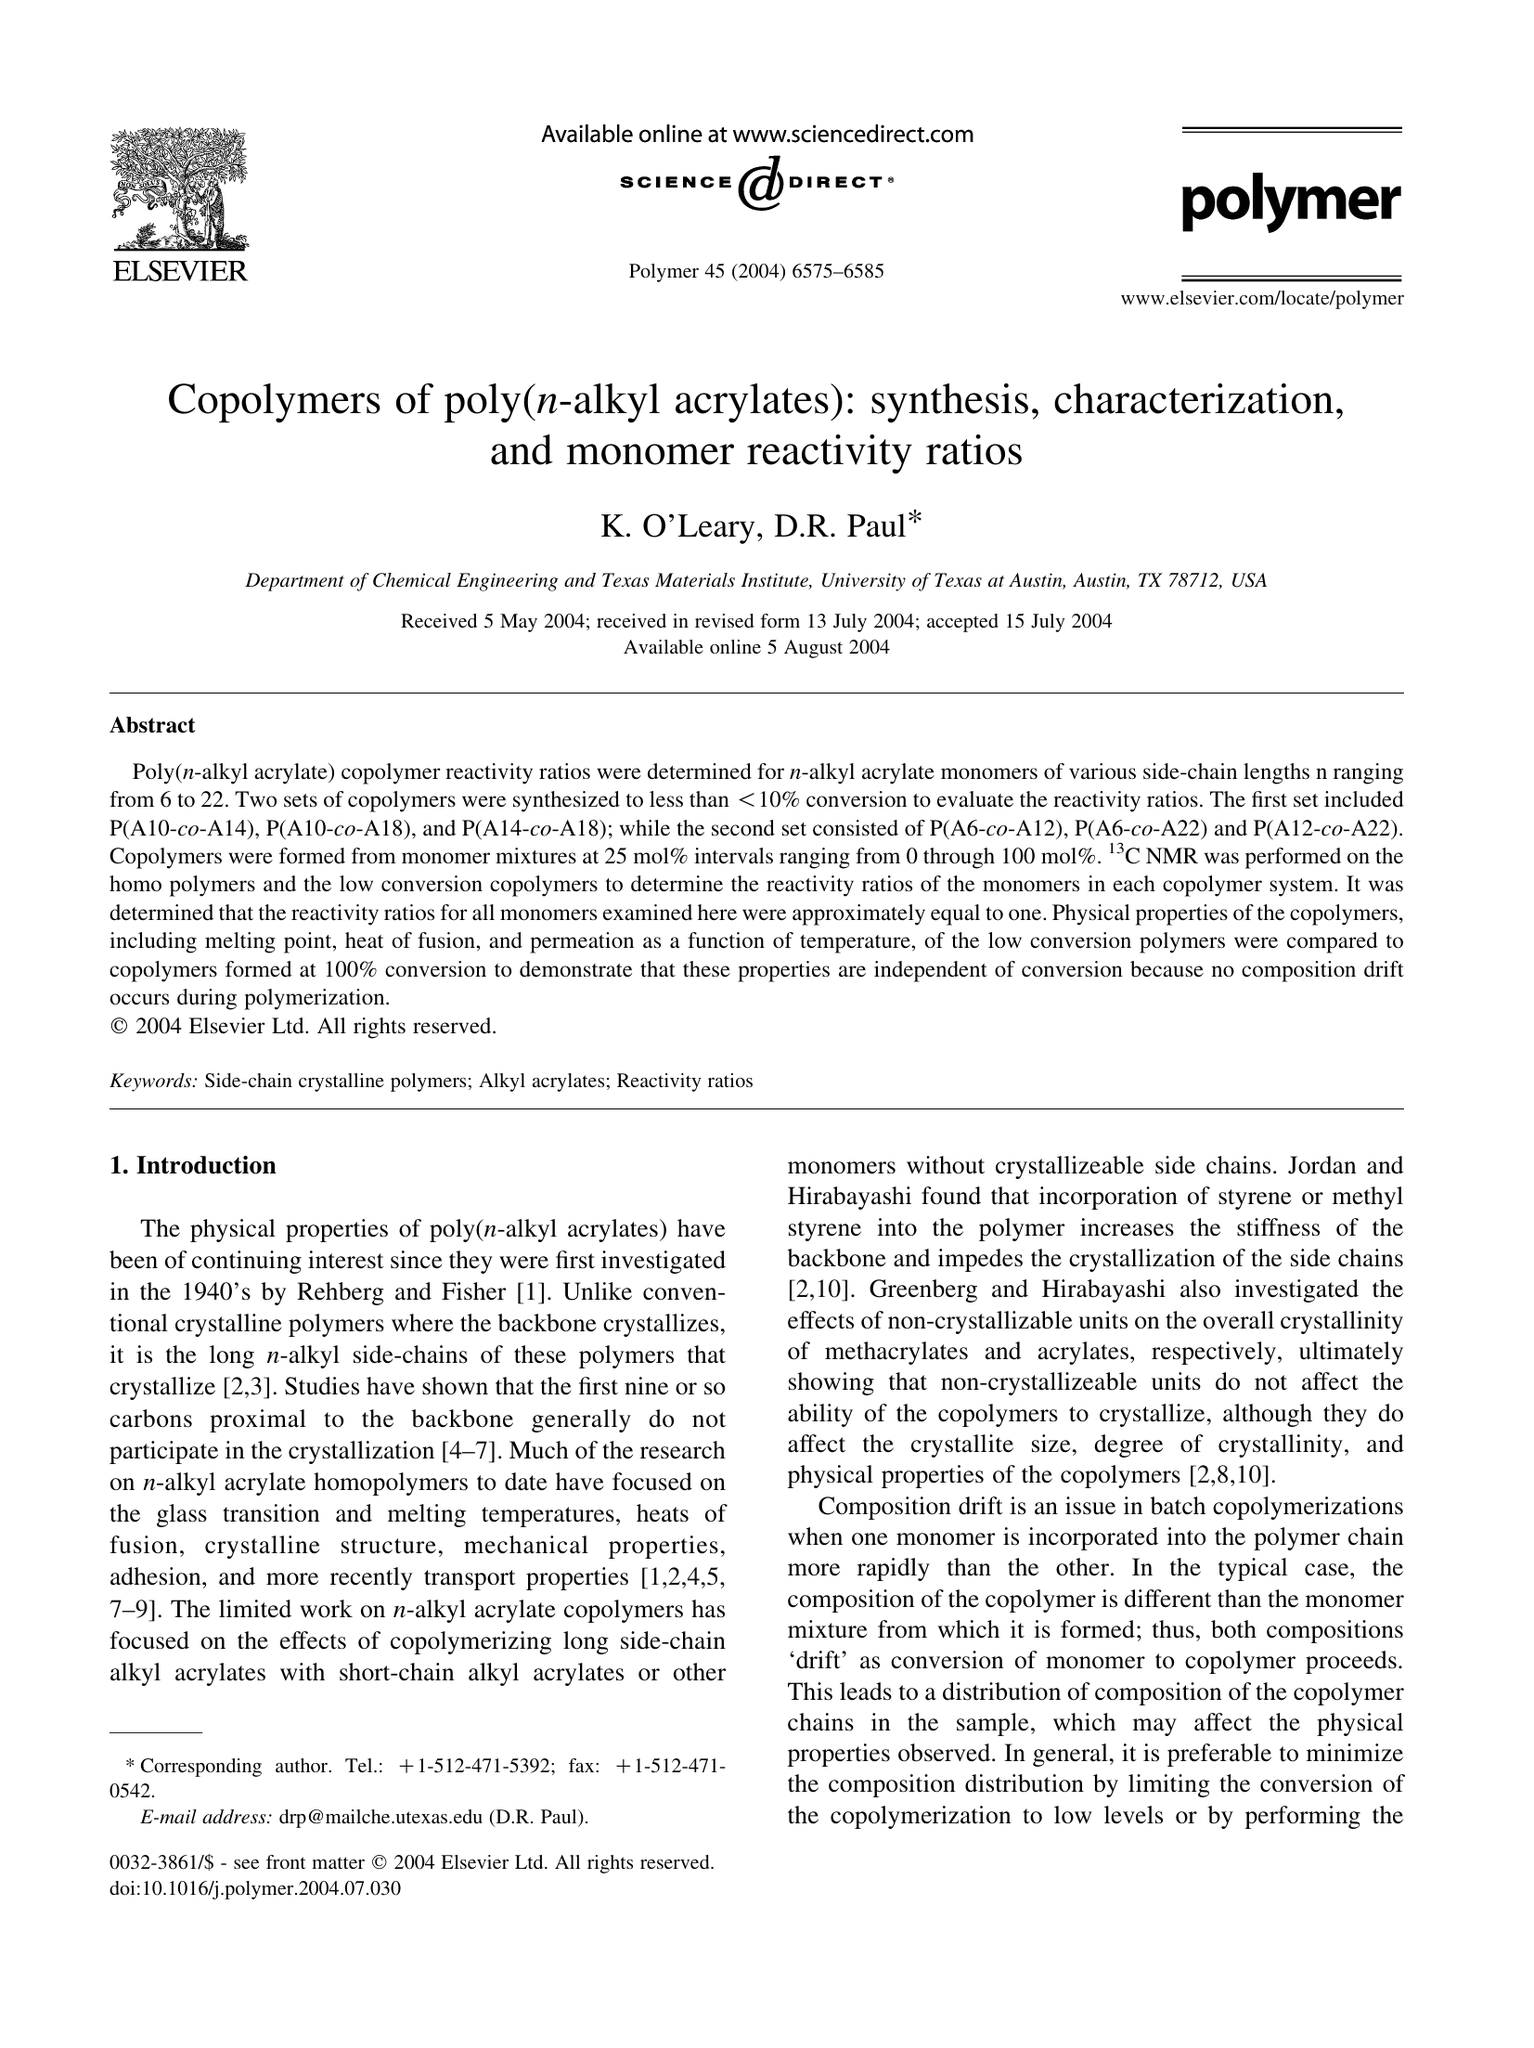 Available online at www.sciencedirect.com
SCIENCE DIRECT®
polymer
ELSEVIER
Polymer 45 (2004) 6575–6585
www.elsevier.com/locate/polymer
Copolymers of poly(n-alkyl acrylates): synthesis, characterization,
and monomer reactivity ratios
K. O'Leary, D.R. Paul*
Department of Chemical Engineering and Texas Materials Institute, University of Texas at Austin, Austin, TX 78712, USA
Received 5 May 2004; received in revised form 13 July 2004; accepted 15 July 2004
Available online 5 August 2004
Abstract
Poly(n-alkyl acrylate) copolymer reactivity ratios were determined for n-alkyl acrylate monomers of various side-chain lengths n ranging
from 6 to 22. Two sets of copolymers were synthesized to less than <10% conversion to evaluate the reactivity ratios. The first set included
P(A10-co-A14), P(A10-co-A18), and P(A14-co-A18); while the second set consisted of P(A6-co-A12), P(A6-co-A22) and P(A12-co-A22).
Copolymers were formed from monomer mixtures at 25 mol% intervals ranging from 0 through 100 mol%. ¹³C NMR was performed on the
homo polymers and the low conversion copolymers to determine the reactivity ratios of the monomers in each copolymer system. It was
determined that the reactivity ratios for all monomers examined here were approximately equal to one. Physical properties of the copolymers,
including melting point, heat of fusion, and permeation as a function of temperature, of the low conversion polymers were compared to
copolymers formed at 100% conversion to demonstrate that these properties are independent of conversion because no composition drift
occurs during polymerization.
© 2004 Elsevier Ltd. All rights reserved.
Keywords: Side-chain crystalline polymers; Alkyl acrylates; Reactivity ratios
1. Introduction
The physical properties of poly(n-alkyl acrylates) have
been of continuing interest since they were first investigated
in the 1940's by Rehberg and Fisher [1]. Unlike conven-
tional crystalline polymers where the backbone crystallizes,
it is the long n-alkyl side-chains of these polymers that
crystallize [2,3]. Studies have shown that the first nine or so
carbons proximal to the backbone generally do not
participate in the crystallization [4–7]. Much of the research
on n-alkyl acrylate homopolymers to date have focused on
the glass transition and melting temperatures, heats of
fusion, crystalline structure, mechanical properties,
adhesion, and more recently transport properties [1,2,4,5,
7–9]. The limited work on n-alkyl acrylate copolymers has
focused on the effects of copolymerizing long side-chain
alkyl acrylates with short-chain alkyl acrylates or other
* Corresponding author. Tel.: +1-512-471-5392; fax: +1-512-471-
0542.
E-mail address: drp@mailche.utexas.edu (D.R. Paul).
0032-3861/$ - see front matter © 2004 Elsevier Ltd. All rights reserved.
doi:10.1016/j.polymer.2004.07.030
monomers without crystallizeable side chains. Jordan and
Hirabayashi found that incorporation of styrene or methyl
styrene into the polymer increases the stiffness of the
backbone and impedes the crystallization of the side chains
[2,10]. Greenberg and Hirabayashi also investigated the
effects of non-crystallizable units on the overall crystallinity
of methacrylates and acrylates, respectively, ultimately
showing that non-crystallizeable units do not affect the
ability of the copolymers to crystallize, although they do
affect the crystallite size, degree of crystallinity, and
physical properties of the copolymers [2,8,10].
Composition drift is an issue in batch copolymerizations
when one monomer is incorporated into the polymer chain
more rapidly than the other. In the typical case, the
composition of the copolymer is different than the monomer
mixture from which it is formed; thus, both compositions
'drift' as conversion of monomer to copolymer proceeds.
This leads to a distribution of composition of the copolymer
chains in the sample, which may affect the physical
properties observed. In general, it is preferable to minimize
the composition distribution by limiting the conversion of
the copolymerization to low levels or by performing the